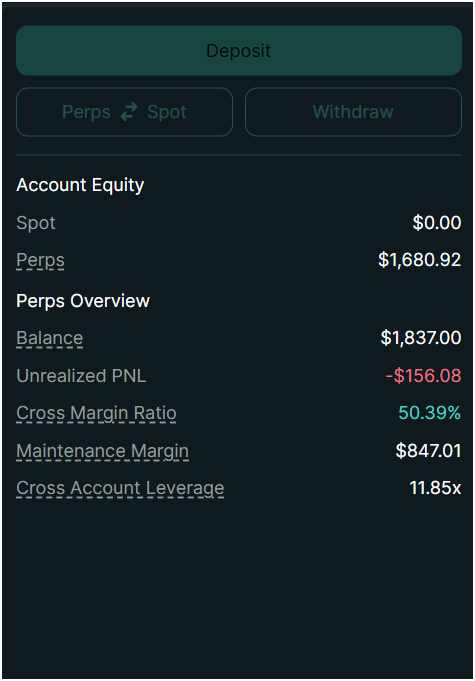 Deposit
Perps Spot
Withdraw
Account Equity
Spot $0.00
Perps $1,680.92
Perps Overview
Balance $1,837.00
Unrealized PNL -$156.08
Cross Margin Ratio 50.39%
Maintenance Margin $847.01
Cross Account Leverage 11.85x